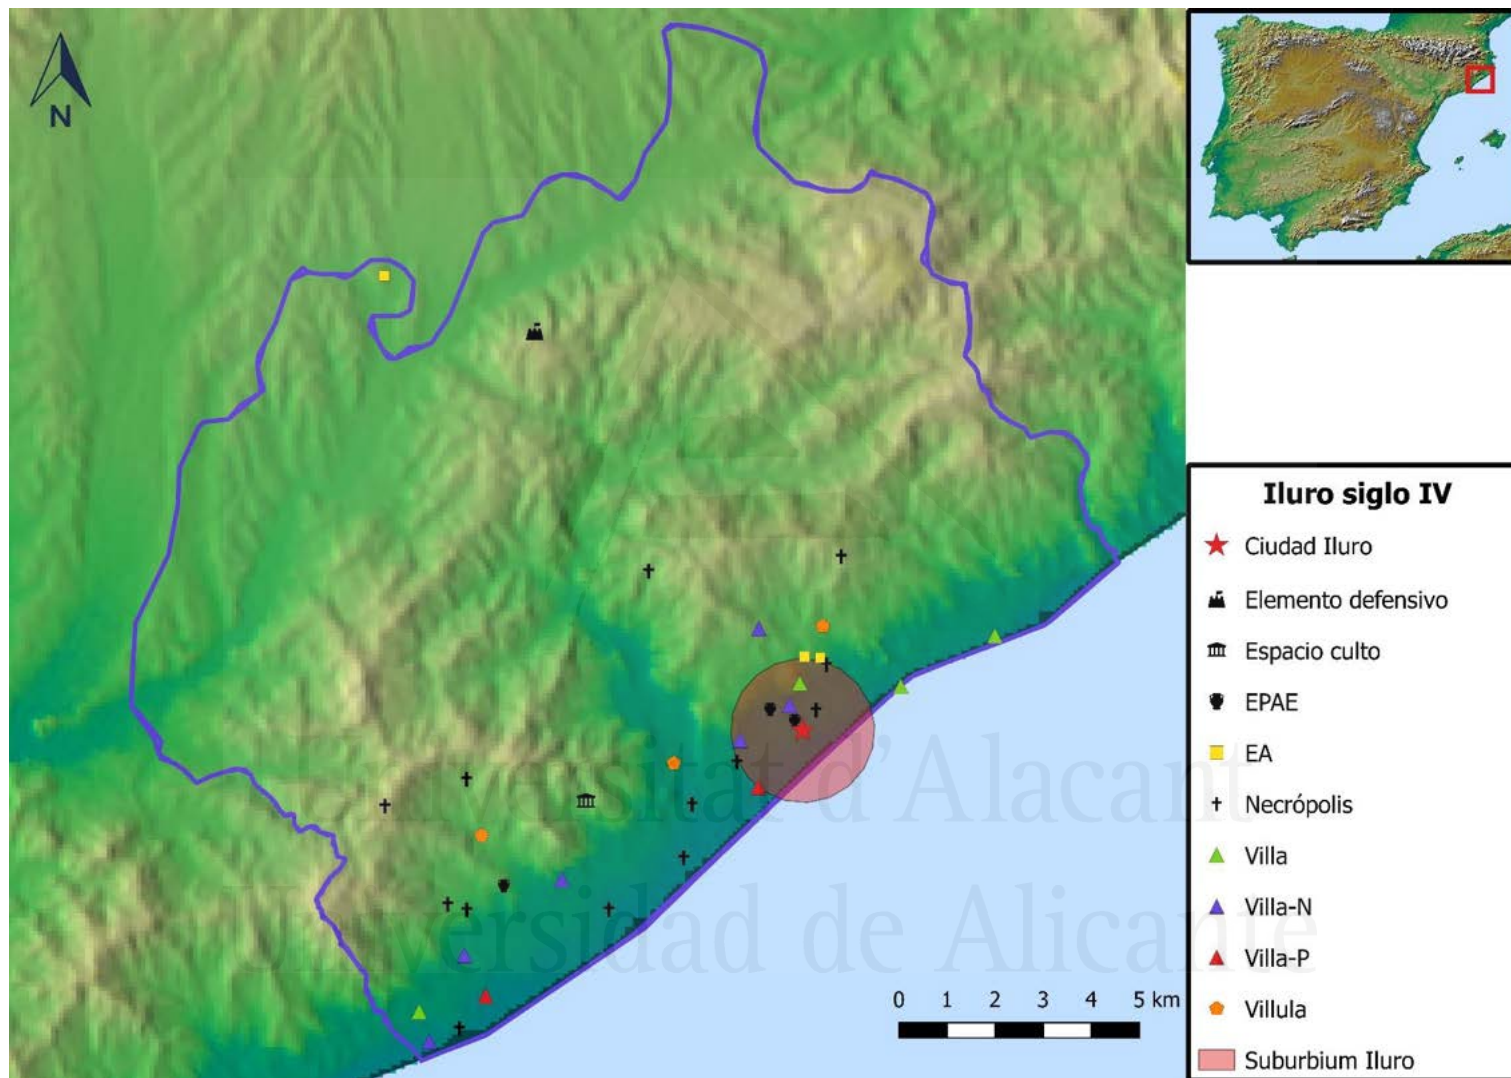 N
Iluro siglo IV
Ciudad Iluro
Elemento defensivo
Espacio culto
EPAE
EA
Necrópolis
Villa
Villa-N
Villa-P
Villula
Suburbium Iluro
0 1 2 3 4 5 km
Universitat d'Alacant
Universidad de Alicante